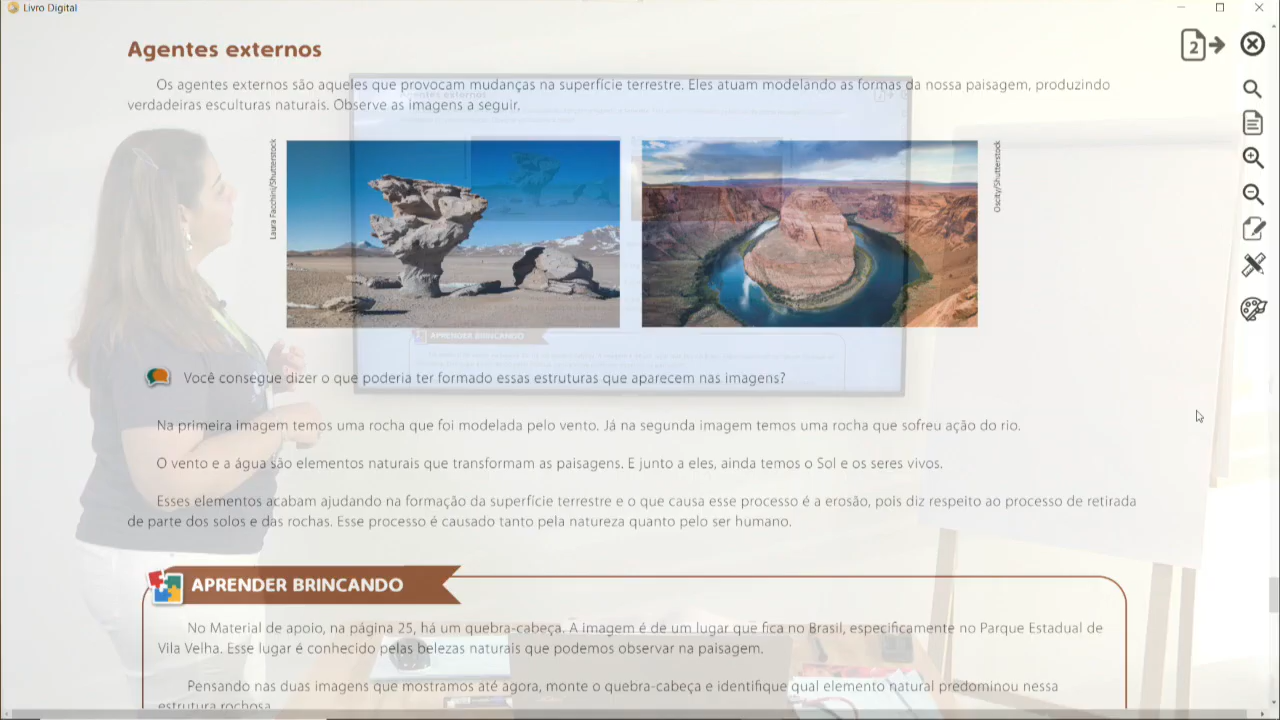 Livro Digital
2
Agentes externos
Os agentes externos são aqueles que provocam mudanças na superfície terrestre. Eles atuam modelando as formas da nossa paisagem, produzindo
verdadeiras esculturas naturais. Observe as imagens a seguir.
Laura Facchini/Shutterstock
Oscity/Shutterstock
Você consegue dizer o que poderia ter formado essas estruturas que aparecem nas imagens?
Na primeira imagem temos uma rocha que foi modelada pelo vento. Já na segunda imagem temos uma rocha que sofreu ação do rio.
O vento e a água são elementos naturais que transformam as paisagens. E junto a eles, ainda temos o Sol e os seres vivos.
Esses elementos acabam ajudando na formação da superfície terrestre e o que causa esse processo é a erosão, pois diz respeito ao processo de retirada
de parte dos solos e das rochas. Esse processo é causado tanto pela natureza quanto pelo ser humano.
APRENDER BRINCANDO
APRENDER BRINCANDO
No Material de apoio, na página 25, há um quebra-cabeça. A imagem é de um lugar que fica no Brasil, especificamente no Parque Estadual de
Vila Velha. Esse lugar é conhecido pelas belezas naturais que podemos observar na paisagem.
Pensando nas duas imagens que mostramos até agora, monte o quebra-cabeça e identifique qual elemento natural predominou nessa
estrutura rochosa